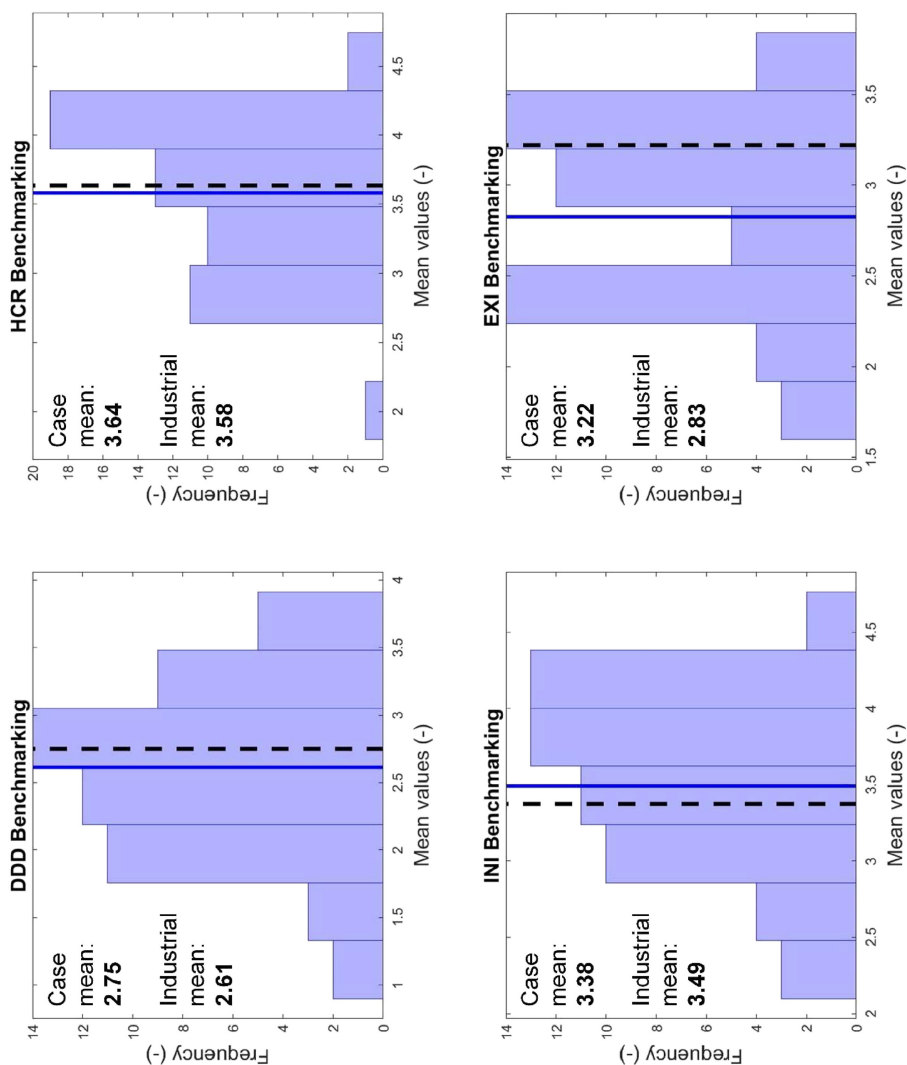 DDD Benchmarking
Case
mean:
2.75
Industrial
mean:
2.61
Frequency (-)
14
12
10
8
6
4
2
0
1
1.5
2
2.5
3
3.5
4
Mean values (-)
HCR Benchmarking
Case
mean:
3.64
Industrial
mean:
3.58
Frequency (-)
20
18
16
14
12
10
8
6
4
2
0
2
2.5
3
3.5
4
4.5
Mean values (-)
INI Benchmarking
Case
mean:
3.38
Industrial
mean:
3.49
Frequency (-)
14
12
10
8
6
4
2
0
2
2.5
3
3.5
4
4.5
Mean values (-)
EXI Benchmarking
Case
mean:
3.22
Industrial
mean:
2.83
Frequency (-)
14
12
10
8
6
4
2
0
1.5
2
2.5
3
3.5
Mean values (-)